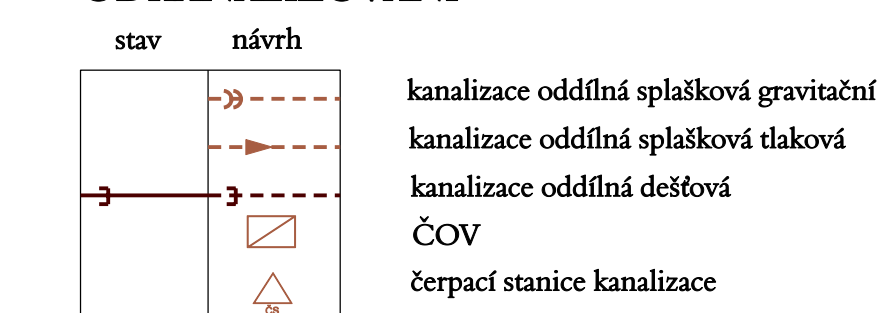 stav návrh
kanalizace oddílná splašková gravitační
kanalizace oddílná splašková tlaková
kanalizace oddílná dešťová
ČOV
čerpací stanice kanalizace
čs